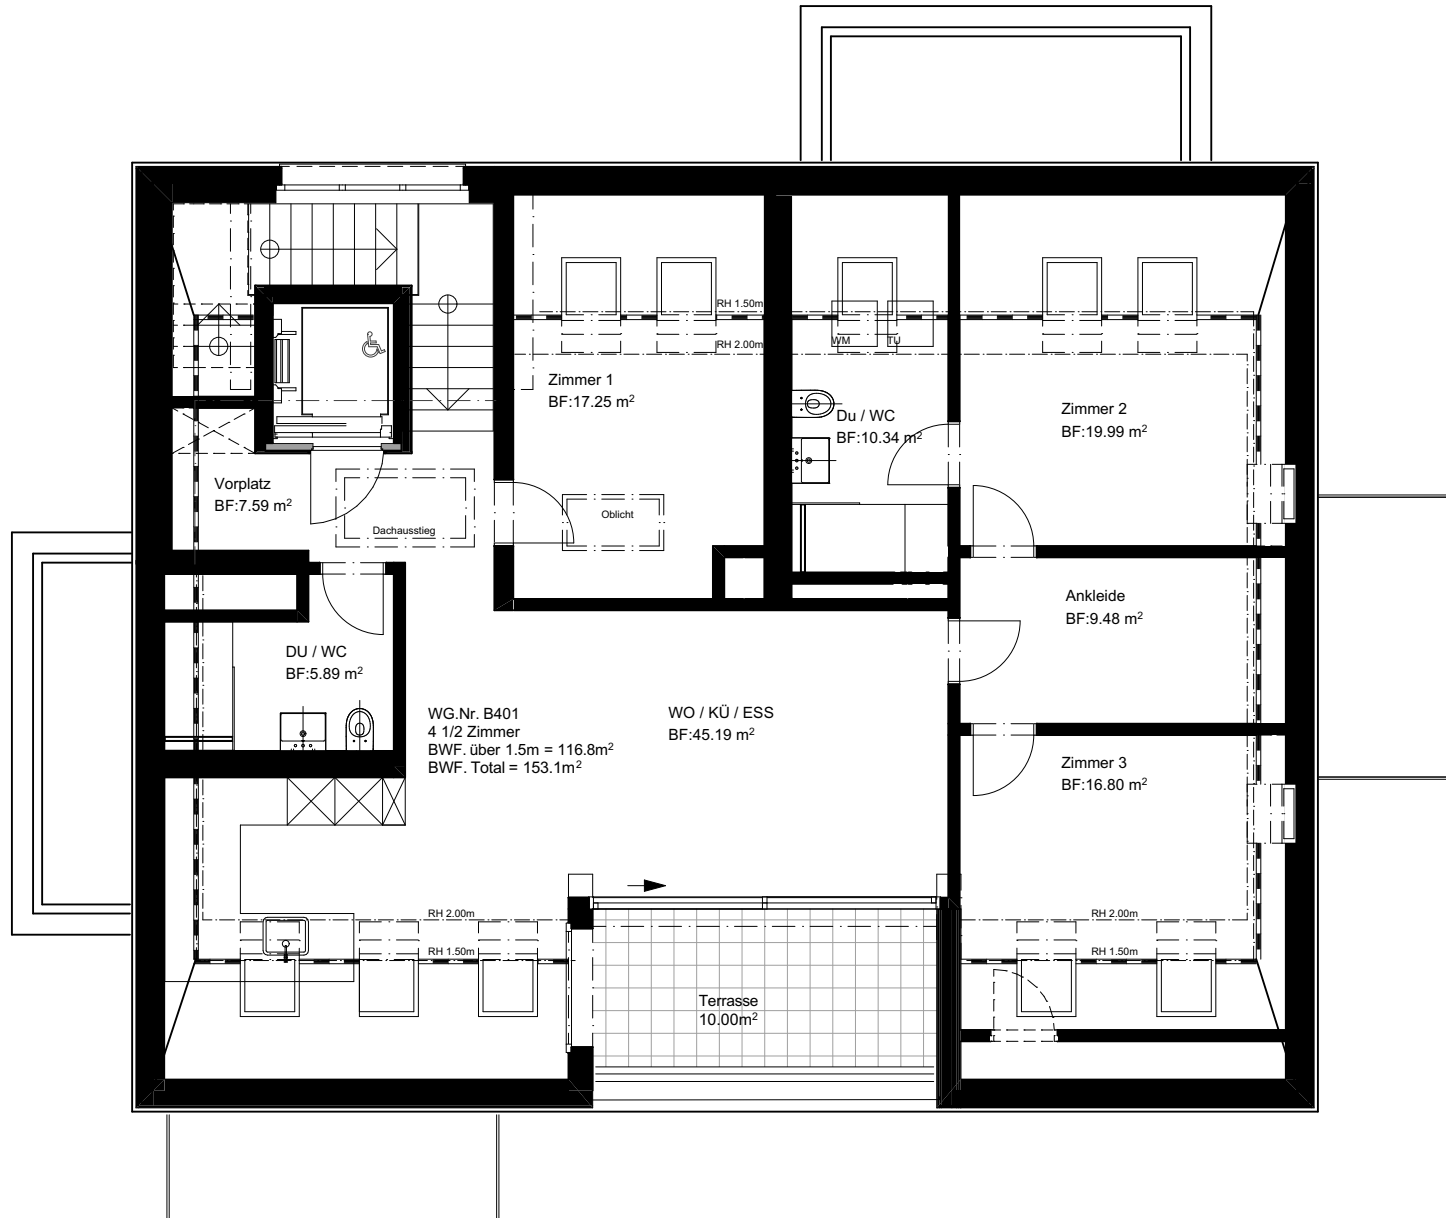 RH 1.50m
RH 2.00m
WM
TU
Zimmer 1
BF:17.25 m²
Du / WC
BF:10.34 m²
Zimmer 2
BF:19.99 m²
Vorplatz
BF:7.59 m²
Dachausstieg
Oblicht
Ankleide
BF:9.48 m²
DU / WC
BF:5.89 m²
WG.Nr. B401
4 1/2 Zimmer
BWF. über 1.5m = 116.8m²
BWF. Total = 153.1m²
WO / KÜ / ESS
BF:45.19 m²
Zimmer 3
BF:16.80 m²
RH 2.00m
RH 1.50m
RH 2.00m
RH 1.50m
Terrasse
10.00m²